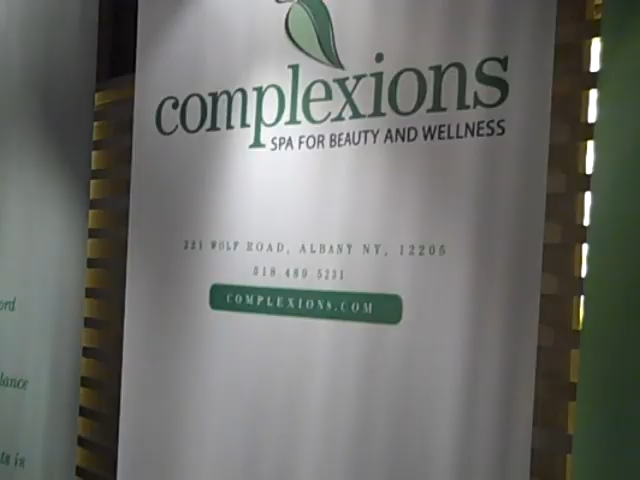 complexions
SPA FOR BEAUTY AND WELLNESS
221 WOLF ROAD, ALBANY NY, 12205
518 489 5231
COMPLEXIONS.COM